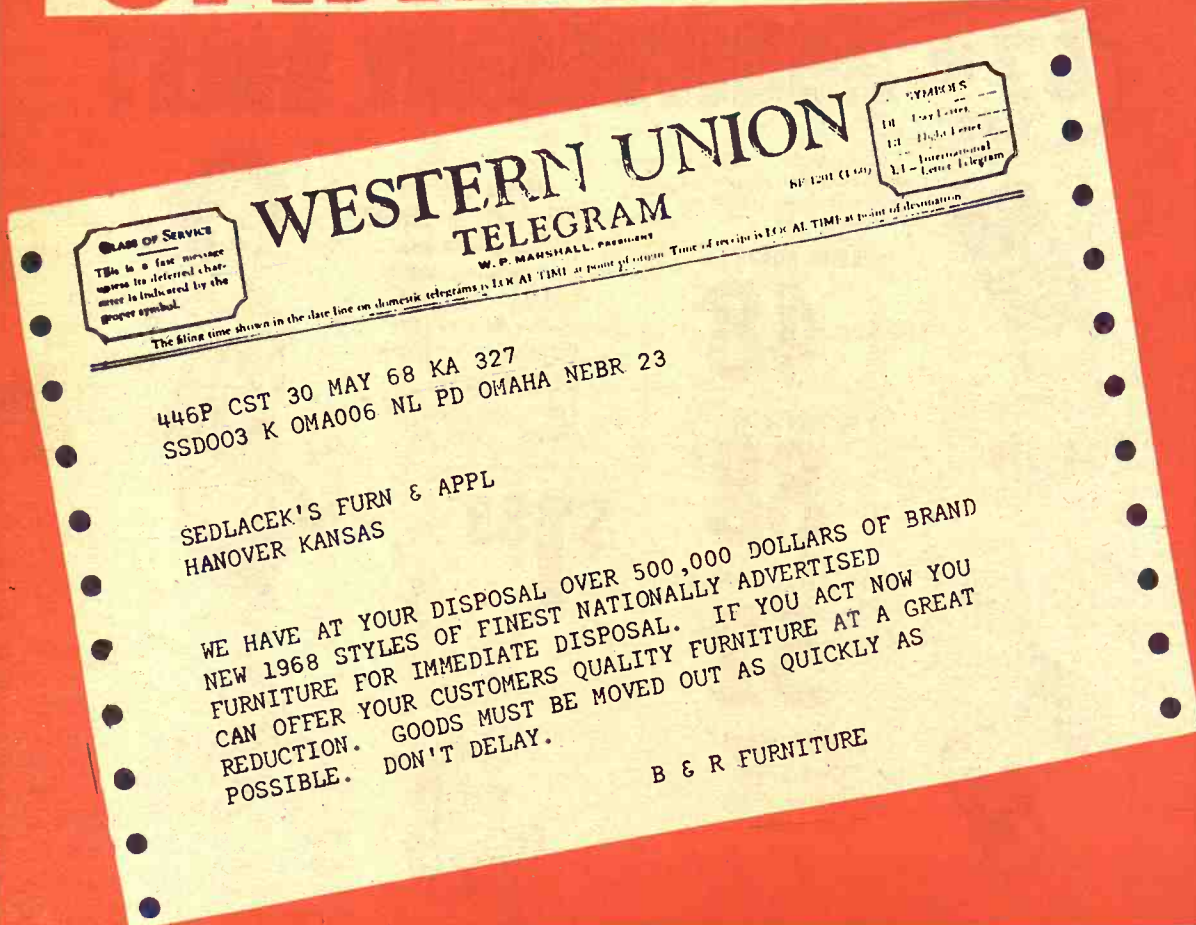 WESTERN UNION
TELEGRAM
W. P. MARSHALL, PRESIDENT
CLASS OF SERVICE
This is a fast message
unless its deferred char-
acter is indicated by the
proper symbol.
SYMBOLS
Day Letter
Night Letter
International
Letter Telegram
The filing time shown in the date line on domestic telegrams is LOCAL TIME at point of origin. Time of receipt is LOCAL TIME at point of destination
446P CST 30 MAY 68 KA 327
SSD003 K OMA006 NL PD OMAHA NEBR 23
SEDLACEK'S FURN & APPL
HANOVER KANSAS
WE HAVE AT YOUR DISPOSAL OVER 500,000 DOLLARS OF BRAND
NEW 1968 STYLES OF FINEST NATIONALLY ADVERTISED
FURNITURE FOR IMMEDIATE DISPOSAL. IF YOU ACT NOW YOU
CAN OFFER YOUR CUSTOMERS QUALITY FURNITURE AT A GREAT
REDUCTION. GOODS MUST BE MOVED OUT AS QUICKLY AS
POSSIBLE. DON'T DELAY.
B & R FURNITURE